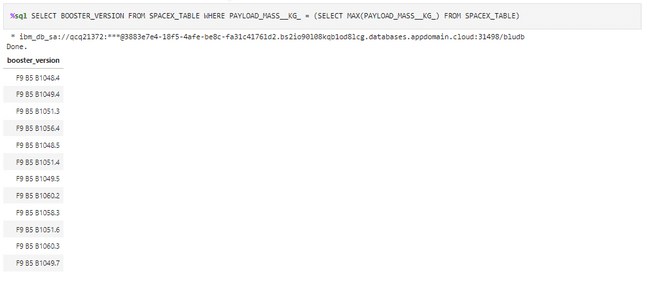 %sql SELECT BOOSTER_VERSION FROM SPACEX_TABLE WHERE PAYLOAD_MASS__KG_ = (SELECT MAX(PAYLOAD_MASS__KG_) FROM SPACEX_TABLE)
* ibm_db_sa://qcq21372:***@3883e7e4-18f5-4afe-be8c-fa31c41761d2.bs2io90l08kqb1od8lcg.databases.appdomain.cloud:31498/bludb
Done.
booster_version
F9 B5 B1048.4
F9 B5 B1049.4
F9 B5 B1051.3
F9 B5 B1056.4
F9 B5 B1048.5
F9 B5 B1051.4
F9 B5 B1049.5
F9 B5 B1060.2
F9 B5 B1058.3
F9 B5 B1051.6
F9 B5 B1060.3
F9 B5 B1049.7